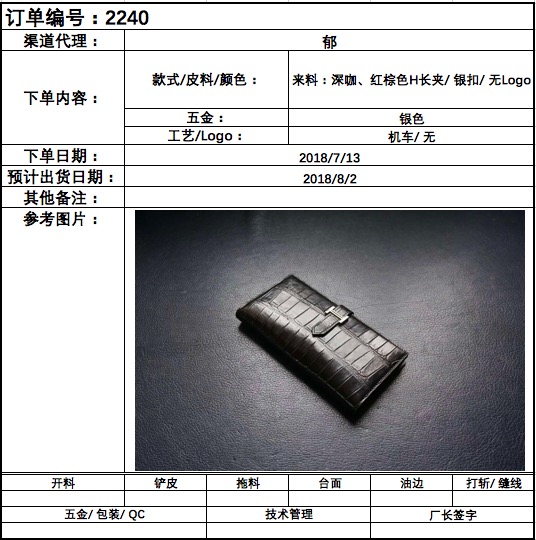 订单编号：2240
渠道代理：
郁
下单内容：
款式/皮料/颜色：
来料：深咖、红棕色H长夹/ 银扣/ 无Logo
五金：
银色
工艺/Logo：
机车/ 无
下单日期：
2018/7/13
预计出货日期：
2018/8/2
其他备注：
参考图片：
开料
铲皮
拖料
台面
油边
打斩/ 缝线
五金/ 包装/ QC
技术管理
厂长签字